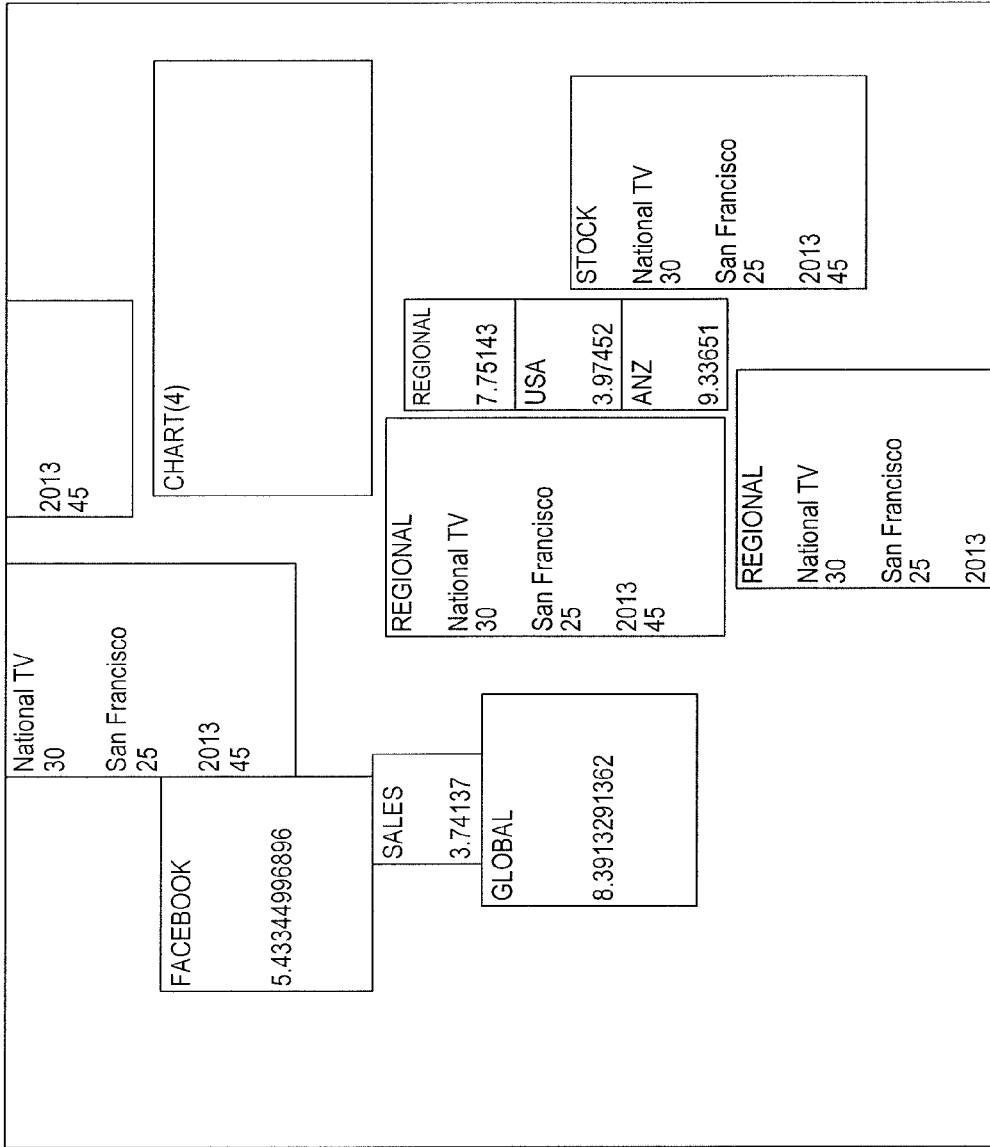 National TV
30
San Francisco
25
2013
45
2013
45
FACEBOOK
5.43344996896
CHART(4)
SALES
3.74137
GLOBAL
8.3913291362
REGIONAL
National TV
30
San Francisco
25
2013
45
REGIONAL
7.75143
USA
3.97452
ANZ
9.33651
STOCK
National TV
30
San Francisco
25
2013
45
REGIONAL
National TV
30
San Francisco
25
2013